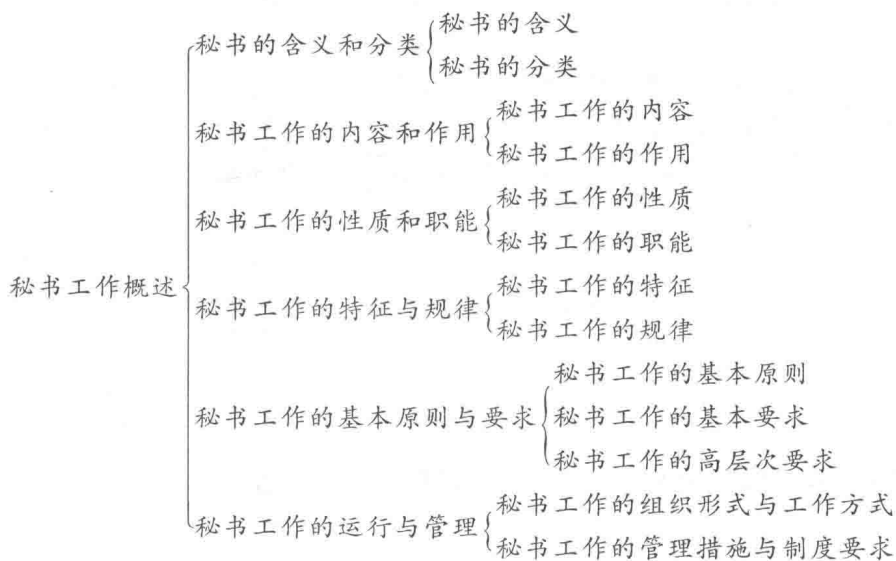 秘书工作概述
秘书的含义和分类
秘书的含义
秘书的分类
秘书工作的内容和作用
秘书工作的内容
秘书工作的作用
秘书工作的性质和职能
秘书工作的性质
秘书工作的职能
秘书工作的特征与规律
秘书工作的特征
秘书工作的规律
秘书工作的基本原则与要求
秘书工作的基本原则
秘书工作的基本要求
秘书工作的高层次要求
秘书工作的运行与管理
秘书工作的组织形式与工作方式
秘书工作的管理措施与制度要求